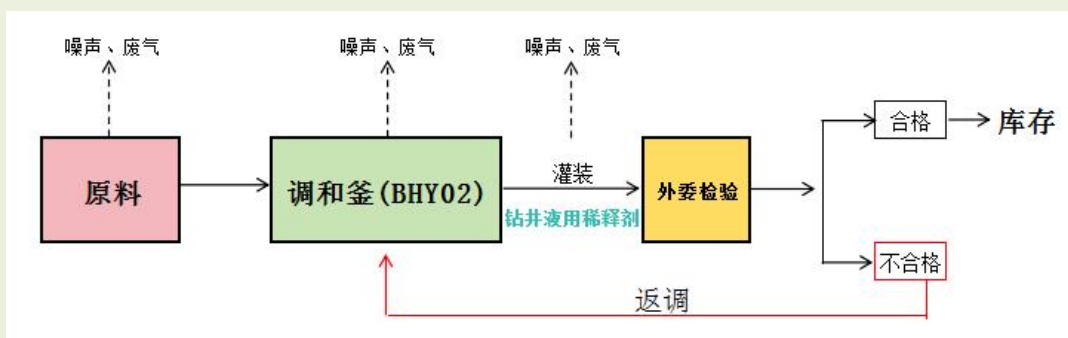 噪声、废气
噪声、废气
噪声、废气
原料
调和釜(BHY02)
灌装
钻井液用稀释剂
外委检验
合格
库存
不合格
返调